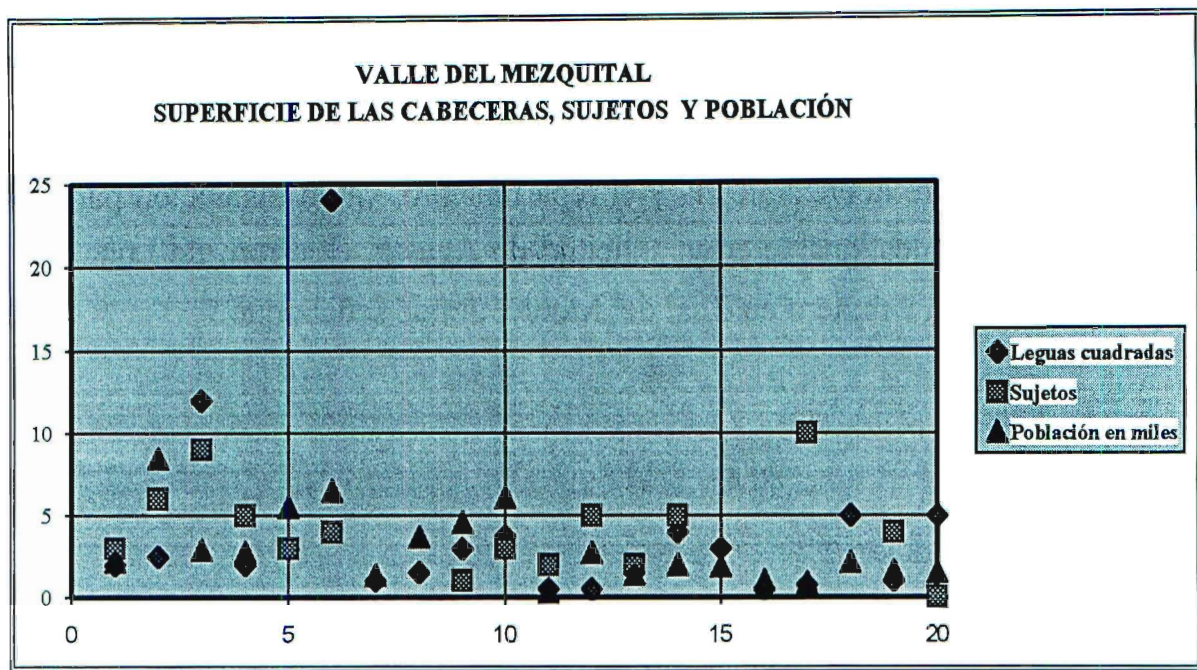 VALLE DEL MEZQUITAL
SUPERFICIE DE LAS CABECERAS, SUJETOS Y POBLACIÓN
25
20
15
10
5
0
0 5 10 15 20
Leguas cuadradas
Sujetos
Población en miles